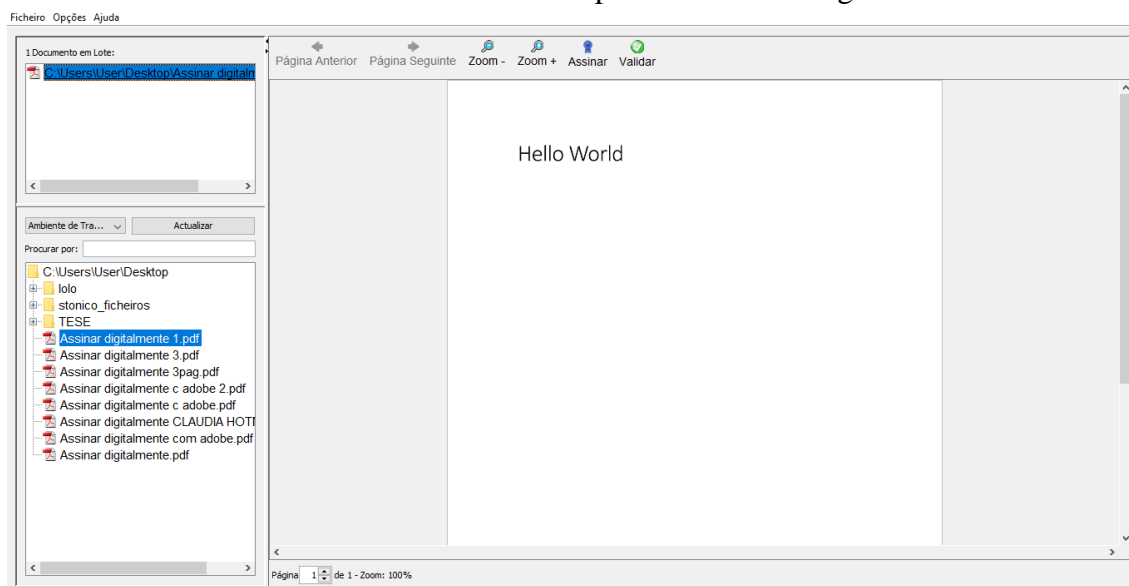 Ficheiro Opções Ajuda
1 Documento em Lote:
C:\Users\User\Desktop\Assinar digitaln
Ambiente de Tra... Actualizar
Procurar por:
C:\Users\User\Desktop
lolo
stonico_ficheiros
TESE
Assinar digitalmente 1.pdf
Assinar digitalmente 3.pdf
Assinar digitalmente 3pag.pdf
Assinar digitalmente c adobe 2.pdf
Assinar digitalmente c adobe.pdf
Assinar digitalmente CLAUDIA HOT
Assinar digitalmente com adobe.pdf
Assinar digitalmente.pdf
Página Anterior Página Seguinte Zoom - Zoom + Assinar Validar
Hello World
Página 1 de 1 - Zoom: 100%